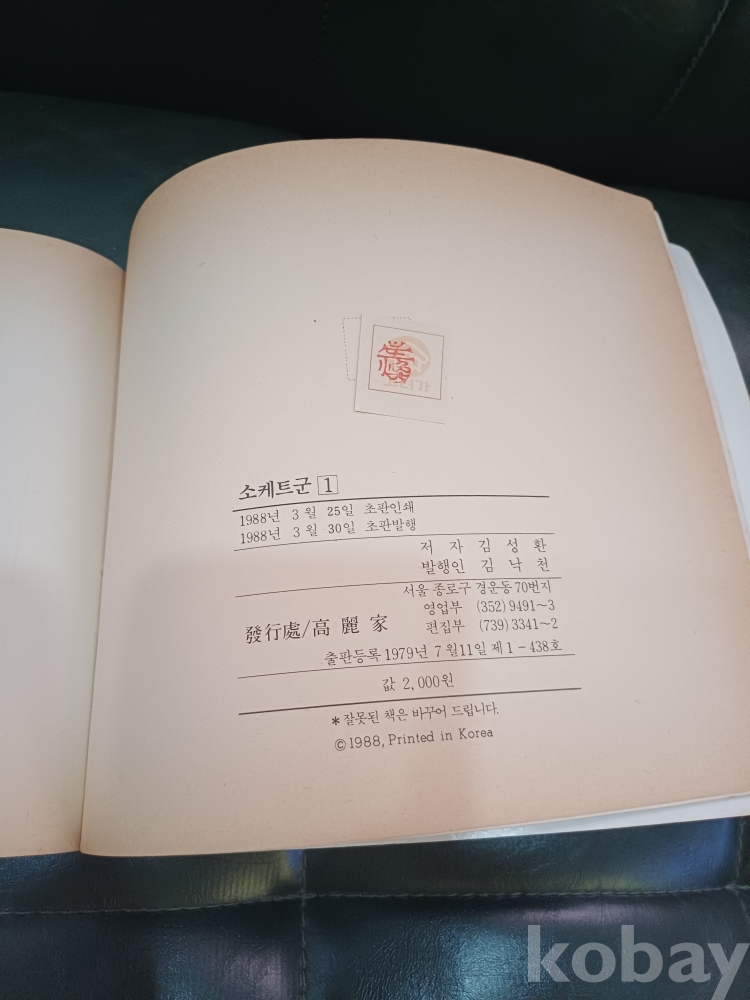 고려가
소케트군 1
1988년 3월 25일 초판인쇄
1988년 3월 30일 초판발행
저 자 김 성 환
발행인 김 낙 천
서울 종로구 경운동 70번지
發行處/高麗家
영업부 (352) 9491~3
편집부 (739) 3341~2
출판등록 1979년 7월11일 제1-438호
값 2,000원
*잘못된 책은 바꾸어 드립니다.
©1988, Printed in Korea
kobay